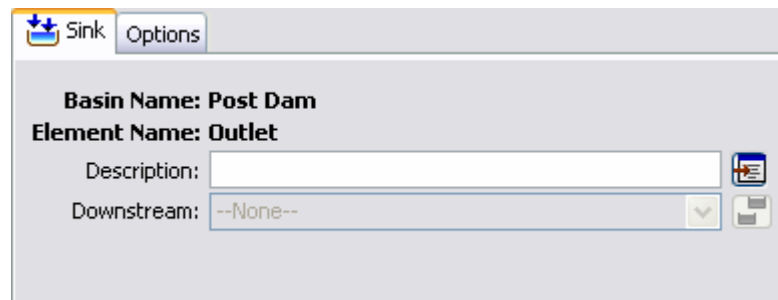 Sink Options
Basin Name: Post Dam
Element Name: Outlet
Description:
Downstream: --None--